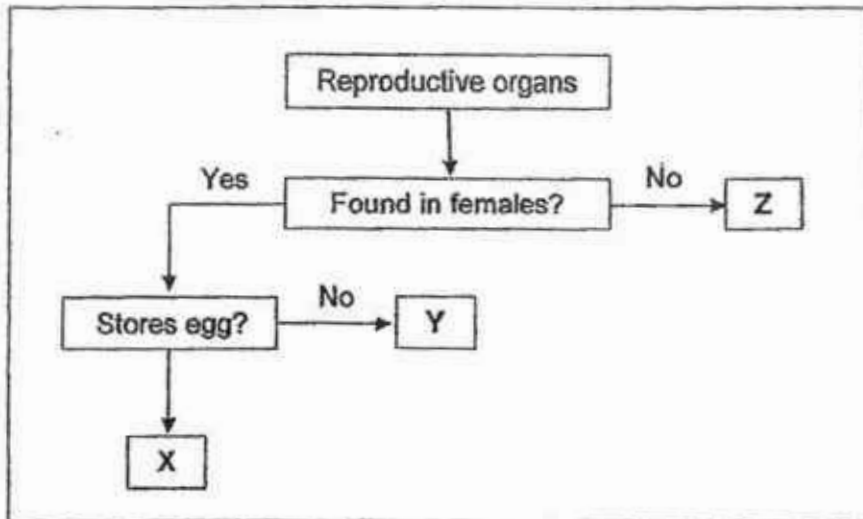 Reproductive organs
Yes
Found in females?
No
Z
Stores egg?
No
Y
X